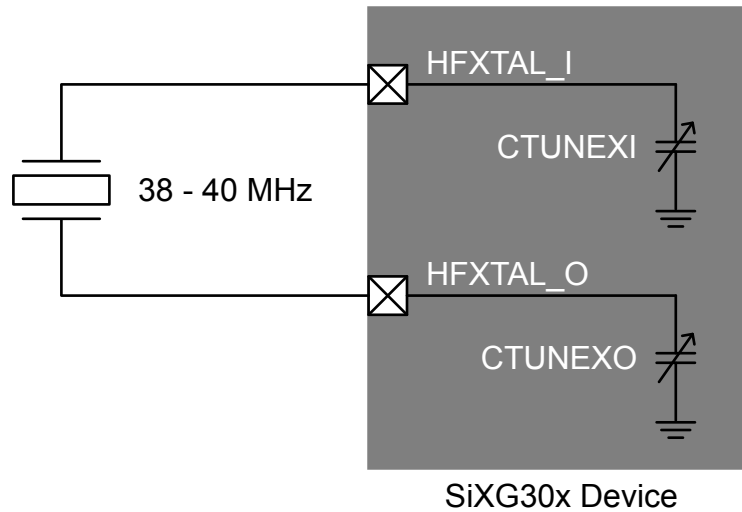 HFXTAL_I
CTUNEXI
38 - 40 MHz
HFXTAL_O
CTUNEXO
SiXG30x Device